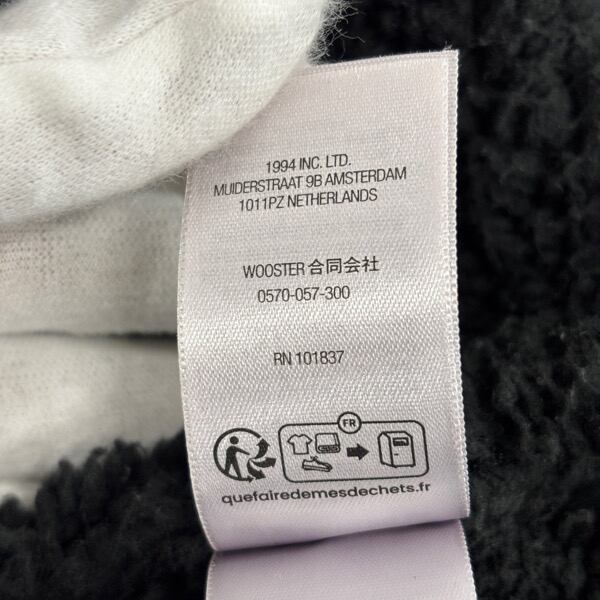 1994 INC. LTD.
MUIDERSTRAAT 9B AMSTERDAM
1011PZ NETHERLANDS
WOOSTER 合同会社
0570-057-300
RN 101837
FR
quefairedemesdechets.fr